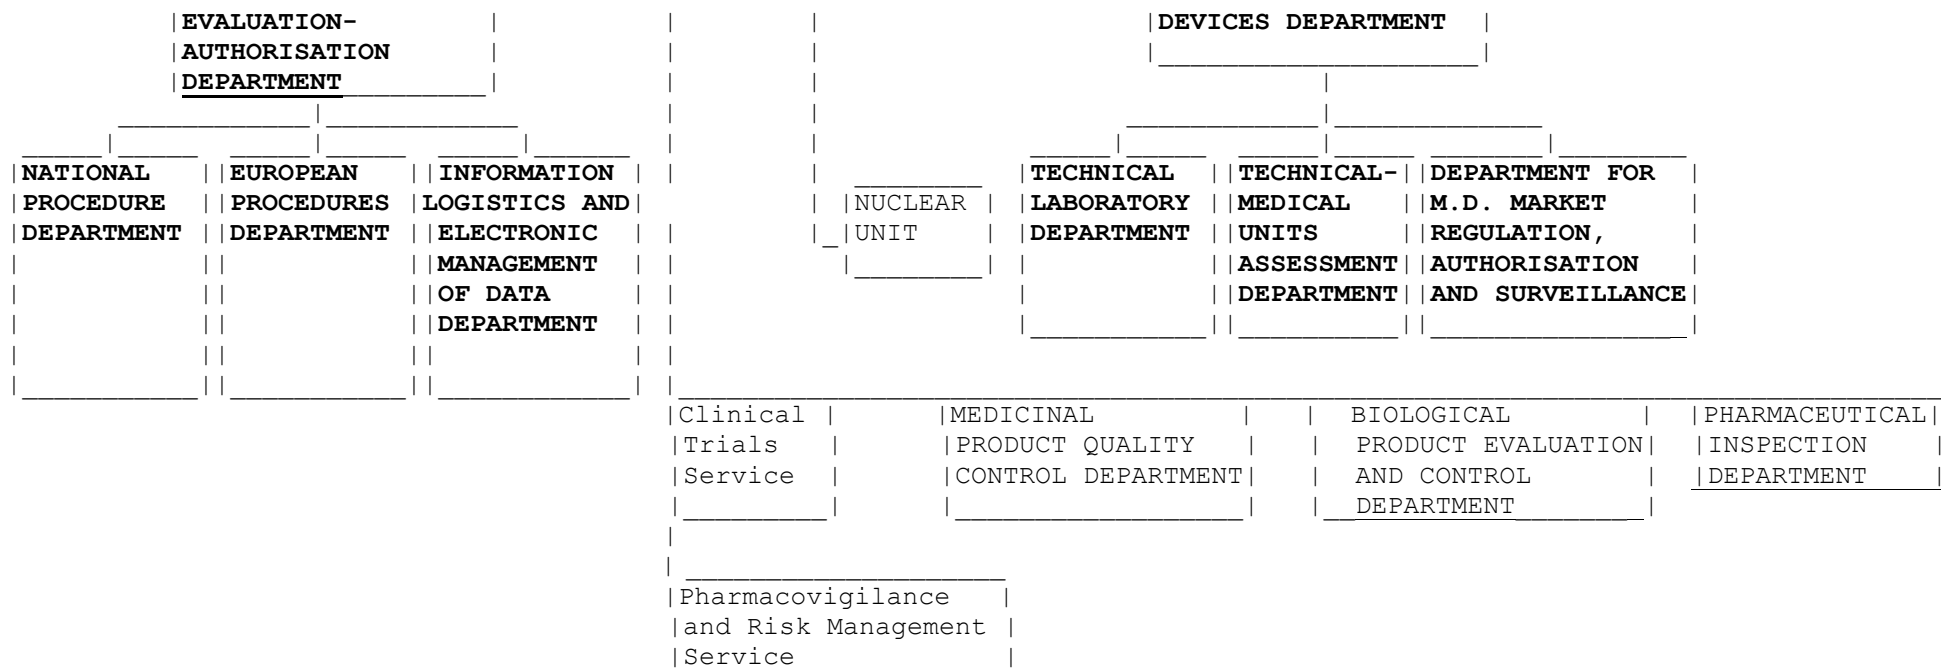 EVALUATION-
AUTHORISATION
DEPARTMENT
DEVICES DEPARTMENT
NATIONAL
PROCEDURE
DEPARTMENT
EUROPEAN
PROCEDURES
DEPARTMENT
INFORMATION
LOGISTICS AND
ELECTRONIC
MANAGEMENT
OF DATA
DEPARTMENT
NUCLEAR
UNIT
TECHNICAL
LABORATORY
DEPARTMENT
TECHNICAL-
MEDICAL
UNITS
ASSESSMENT
DEPARTMENT
DEPARTMENT FOR
M.D. MARKET
REGULATION,
AUTHORISATION
AND SURVEILLANCE
Clinical
Trials
Service
MEDICINAL
PRODUCT QUALITY
CONTROL DEPARTMENT
BIOLOGICAL
PRODUCT EVALUATION
AND CONTROL
DEPARTMENT
PHARMACEUTICAL
INSPECTION
DEPARTMENT
Pharmacovigilance
and Risk Management
Service